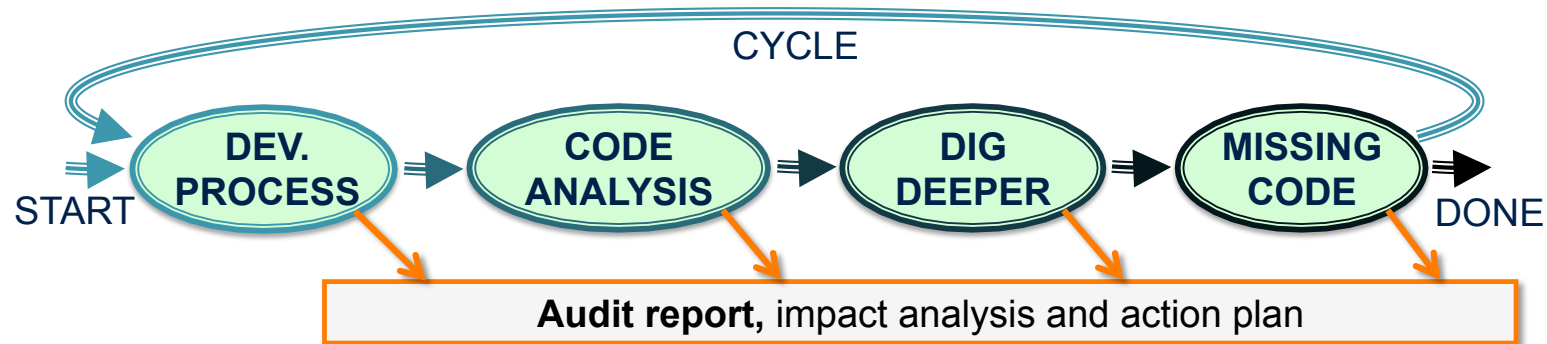 CYCLE
START
DEV.
PROCESS
CODE
ANALYSIS
DIG
DEEPER
MISSING
CODE
DONE
Audit report, impact analysis and action plan